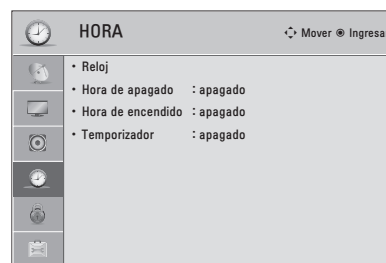 HORA
Mover Ingresa
• Reloj
• Hora de apagado : apagado
• Hora de encendido : apagado
• Temporizador : apagado